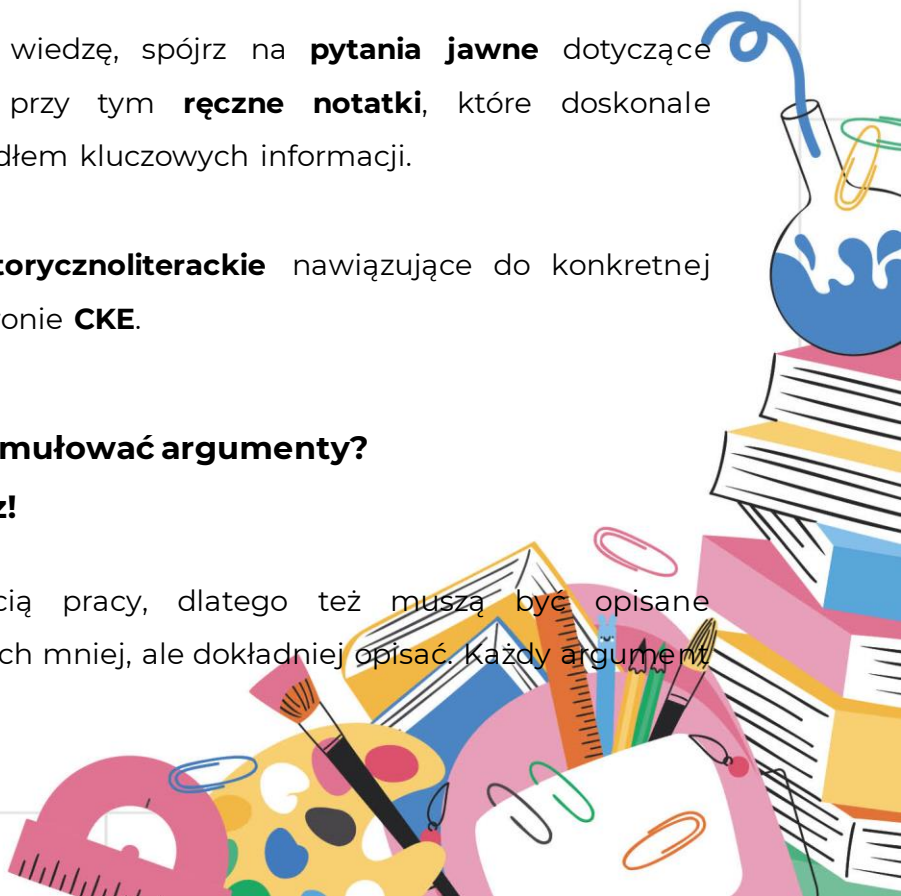 wiedzę, spójrz na pytania jawne dotyczące
przy tym ręczne notatki, które doskonale
dłem kluczowych informacji.
torycznoliterackie nawiązujące do konkretnej
onie CKE.
mułować argumenty?
z!
cią pracy, dlatego też muszą być opisane
ch mniej, ale dokładniej opisać. Każdy argument